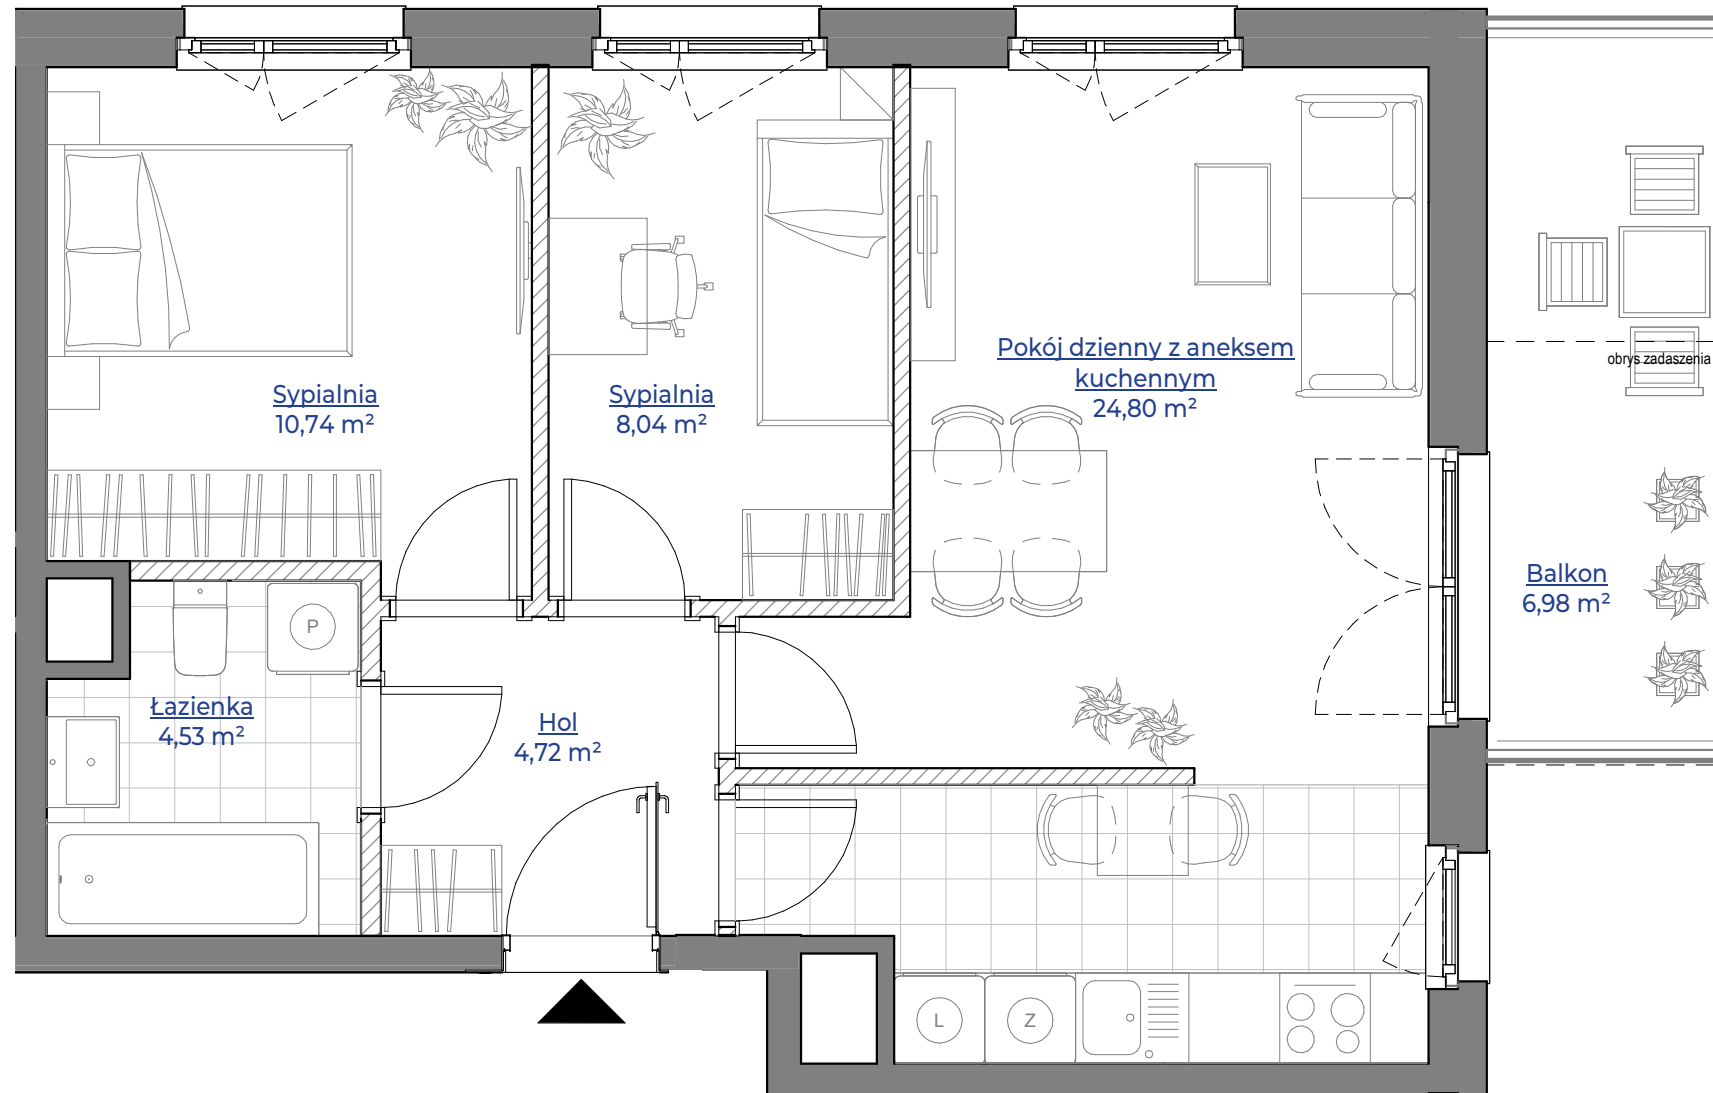 Pokój dzienny z aneksem
kuchennym
24,80 m²
obrys zadaszenia
Sypialnia
10,74 m²
Sypialnia
8,04 m²
Balkon
6,98 m²
P
Łazienka
4,53 m²
Hol
4,72 m²
L
Z